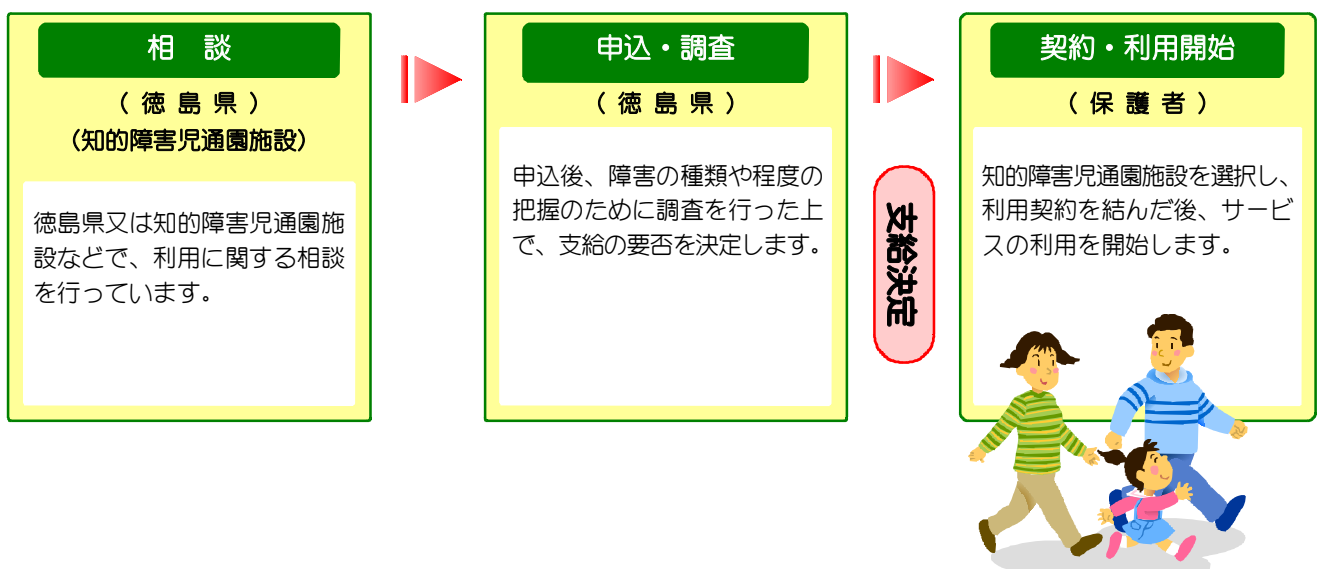 相　談
（ 徳 島 県 ）
（知的障害児通園施設）
徳島県又は知的障害児通園施
設などで、利用に関する相談
を行っています。
申込・調査
（ 徳 島 県 ）
申込後、障害の種類や程度の
把握のために調査を行った上
で、支給の要否を決定します。
支給決定
契約・利用開始
（ 保 護 者 ）
知的障害児通園施設を選択し、
利用契約を結んだ後、サービ
スの利用を開始します。